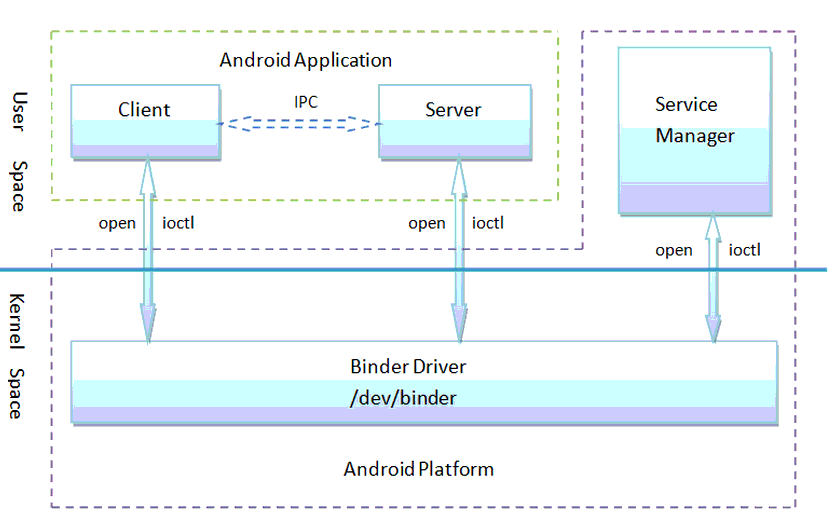 Android Application
Client
IPC
Server
Service
Manager
User Space
open ioctl
open ioctl
open ioctl
Kernel Space
Binder Driver
/dev/binder
Android Platform